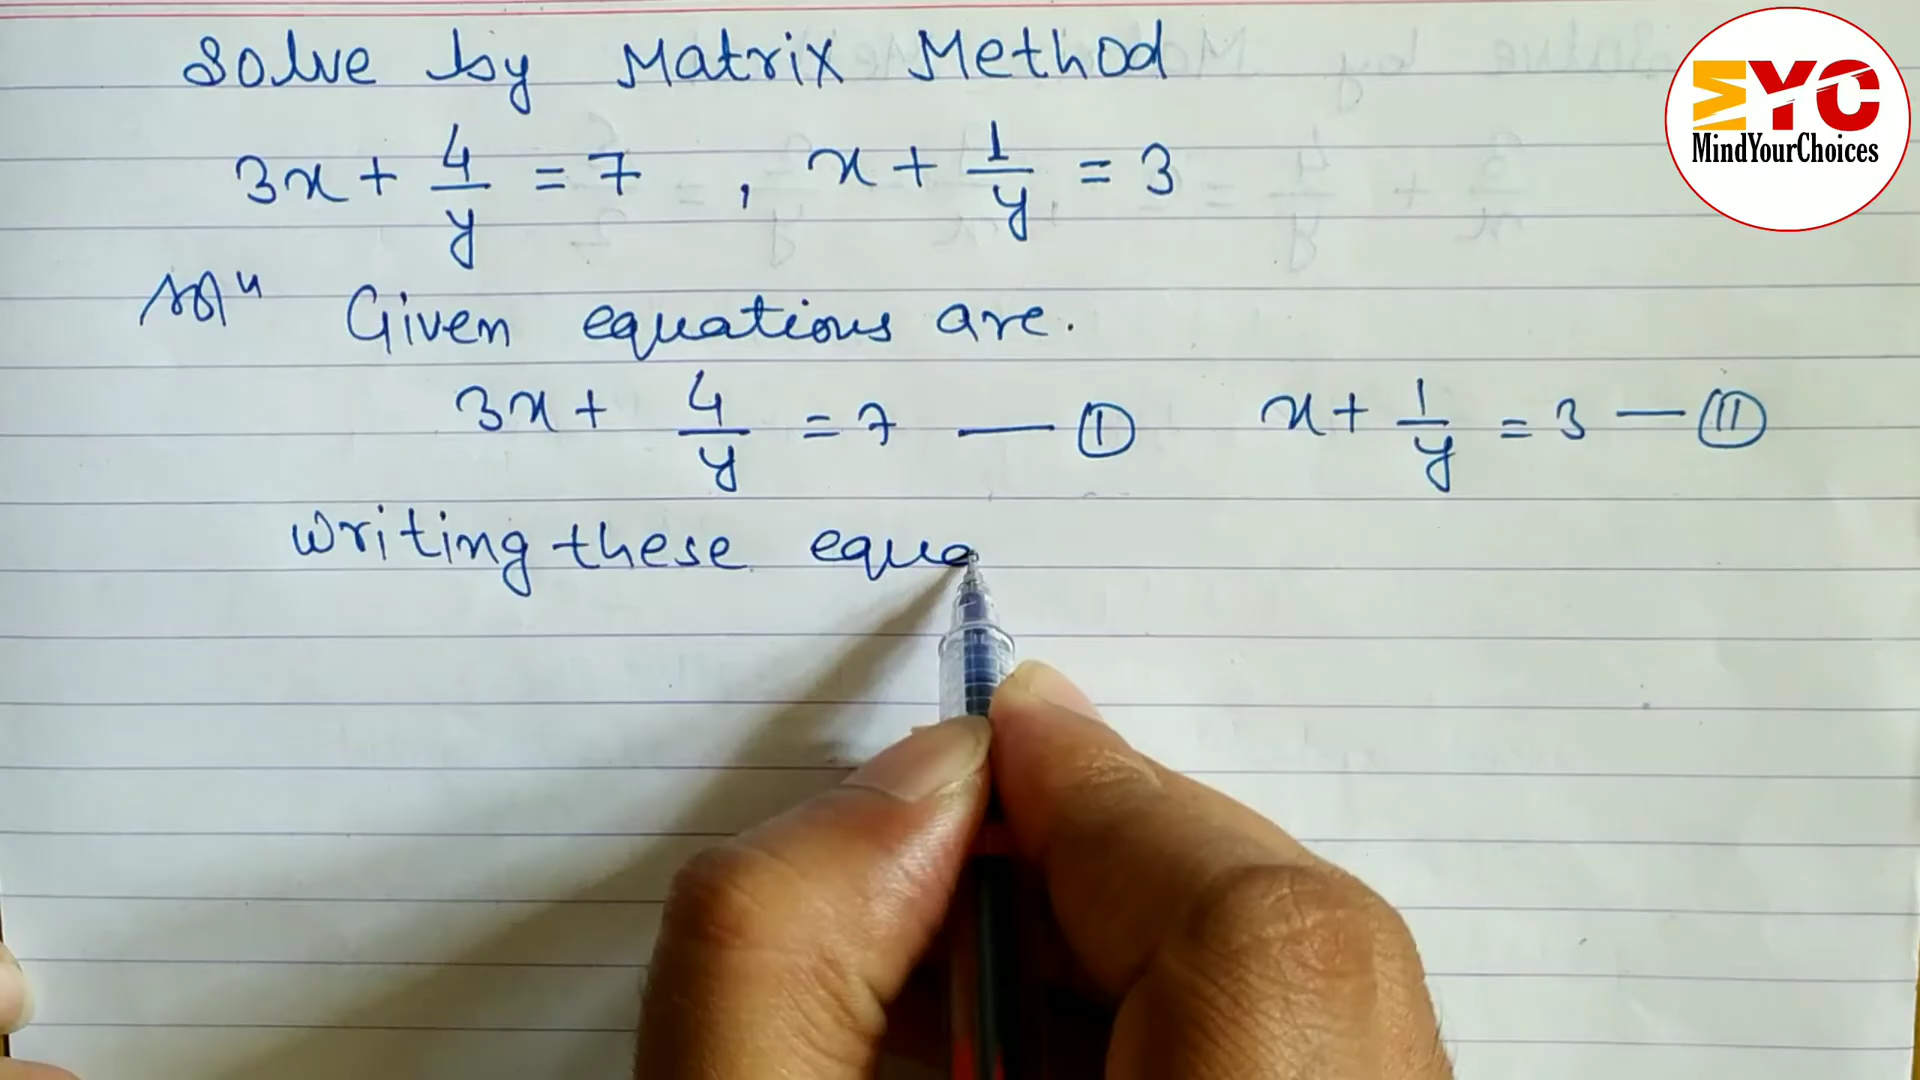 Solve by Matrix Method
3x + 4/y = 7 , x + 1/y = 3
Solⁿ Given equations are.
3x + 4/y = 7 — (I) x + 1/y = 3 — (II)
Writing these equa
MYC
MindYourChoices